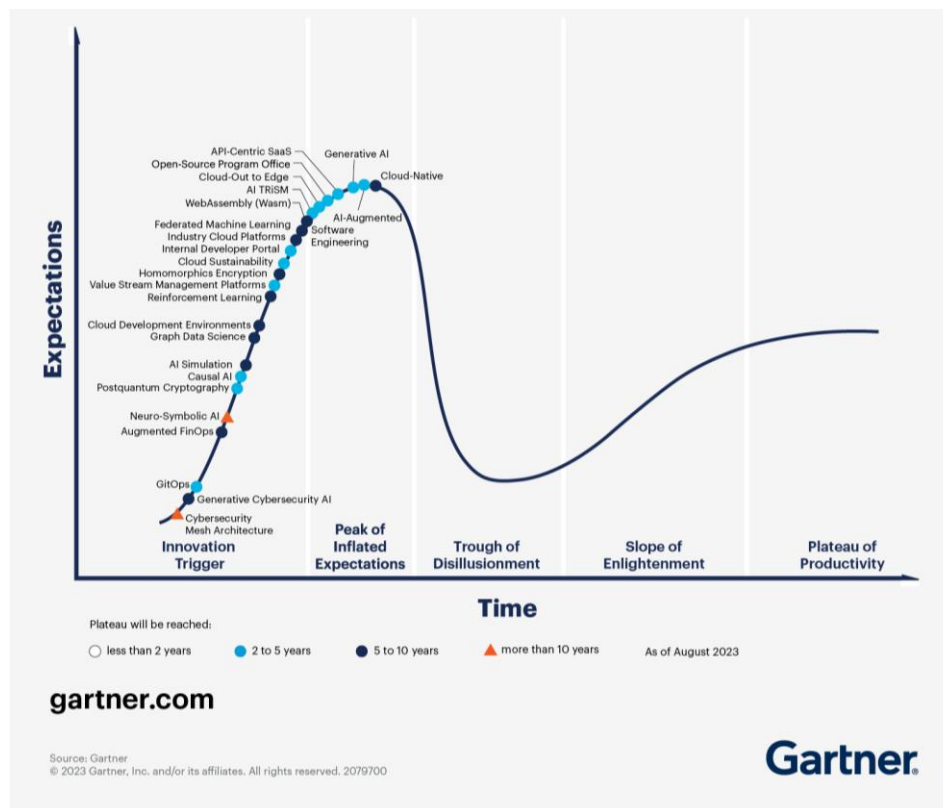 API-Centric SaaS
Generative AI
Open-Source Program Office
Cloud-Out to Edge
Cloud-Native
AI TRiSM
WebAssembly (Wasm)
AI-Augmented
Software
Engineering
Federated Machine Learning
Industry Cloud Platforms
Internal Developer Portal
Cloud Sustainability
Homomorphics Encryption
Value Stream Management Platforms
Reinforcement Learning
Cloud Development Environments
Graph Data Science
AI Simulation
Causal AI
Postquantum Cryptography
Neuro-Symbolic AI
Augmented FinOps
GitOps
Generative Cybersecurity AI
Cybersecurity
Mesh Architecture
Expectations
Innovation
Trigger
Peak of
Inflated
Expectations
Trough of
Disillusionment
Slope of
Enlightenment
Plateau of
Productivity
Time
Plateau will be reached:
less than 2 years
2 to 5 years
5 to 10 years
more than 10 years
As of August 2023
gartner.com
Source: Gartner
© 2023 Gartner, Inc. and/or its affiliates. All rights reserved. 2079700
Gartner®